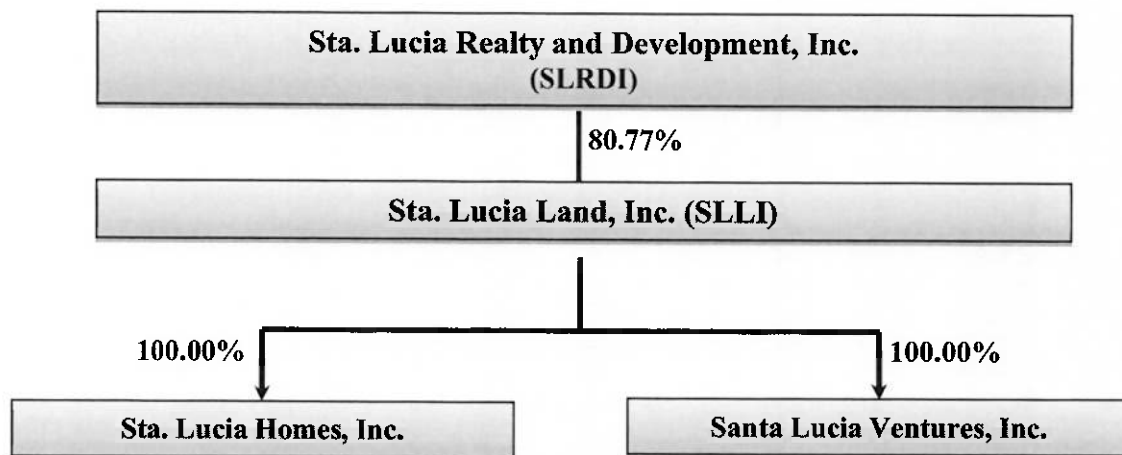 Sta. Lucia Realty and Development, Inc.
(SLRDI)
80.77%
Sta. Lucia Land, Inc. (SLLI)
100.00%
100.00%
Sta. Lucia Homes, Inc.
Santa Lucia Ventures, Inc.